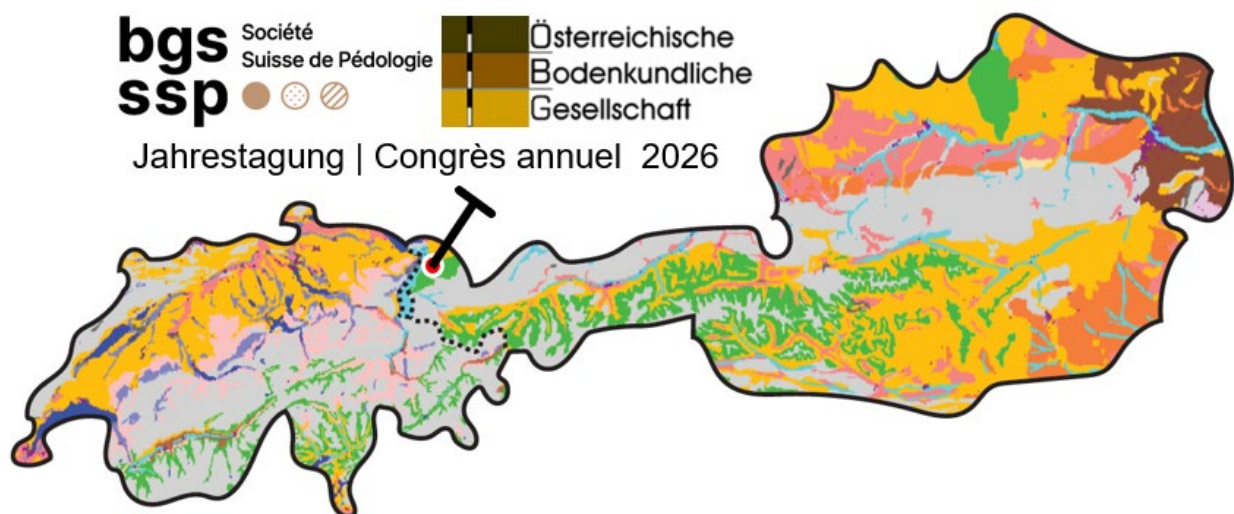 bgs
ssp
Société
Suisse de Pédologie
Österreichische
Bodenkundliche
Gesellschaft
Jahrestagung | Congrès annuel 2026